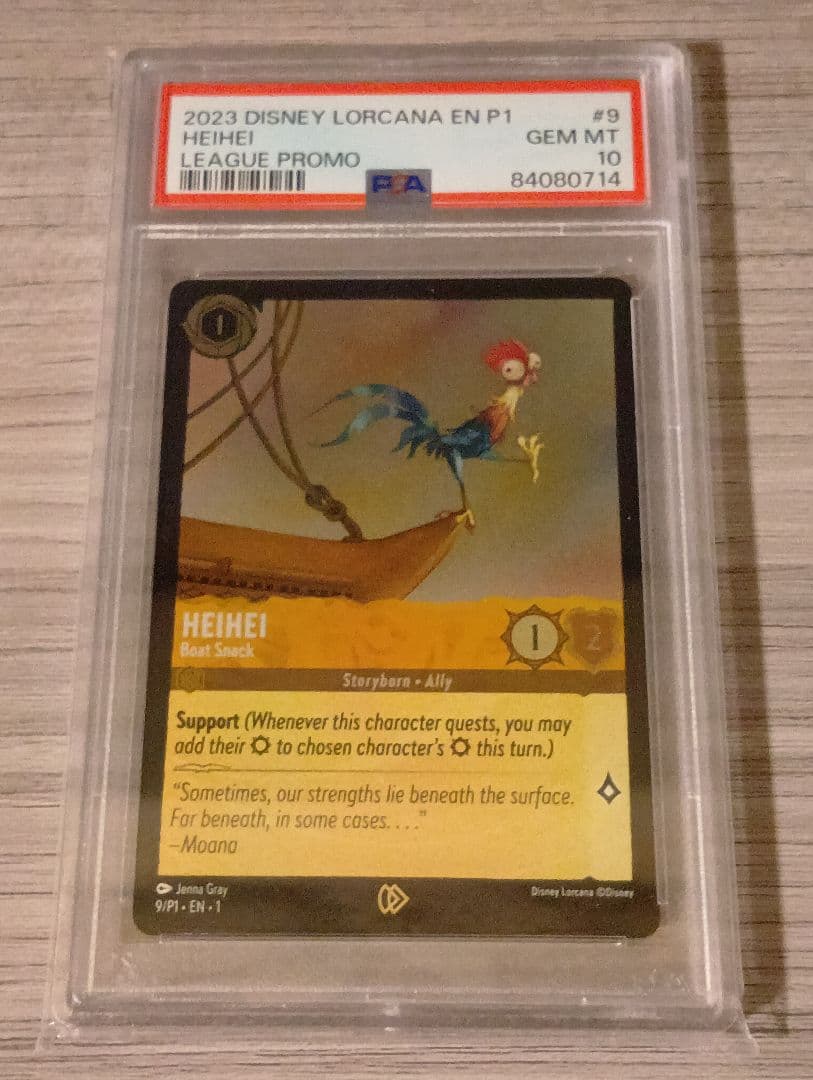 2023 DISNEY LORCANA EN P1 #9
HEIHEI GEM MT
LEAGUE PROMO 10
PSA 84080714
1
HEIHEI 1 2
Boat Snack
Storyborn • Ally
Support (Whenever this character quests, you may
add their to chosen character's this turn.)
"Sometimes, our strengths lie beneath the surface.
Far beneath, in some cases. . . ."
–Moana
Jenna Gray
9/P1 • EN • 1
Disney Lorcana ©Disney